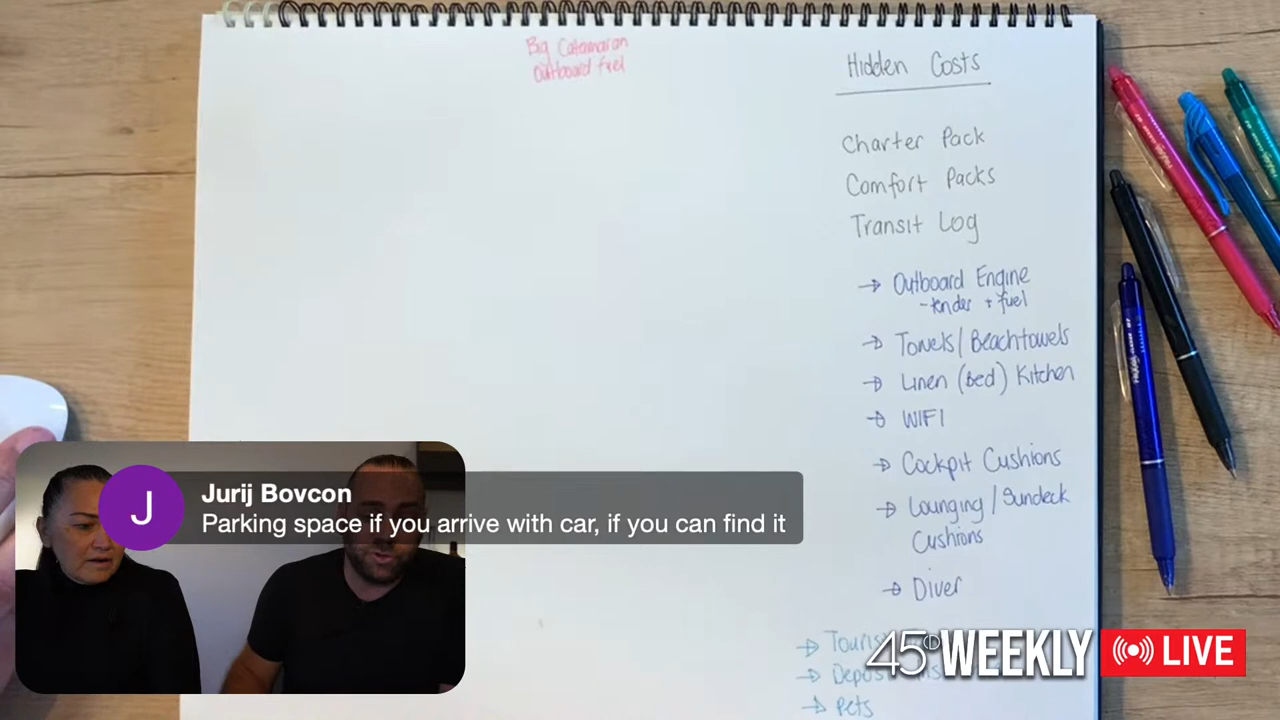 Big Catamaran
Outboard fuel
Hidden Costs
Charter Pack
Comfort Packs
Transit Log
→ Outboard Engine
- tender + fuel
→ Towels/Beachtowels
→ Linen (Bed) Kitchen
→ WIFI
→ Cockpit Cushions
→ Lounging/Sundeck
Cushions
→ Diver
→ pets
J
Jurij Bovcon
Parking space if you arrive with car, if you can find it
45 WEEKLY
LIVE